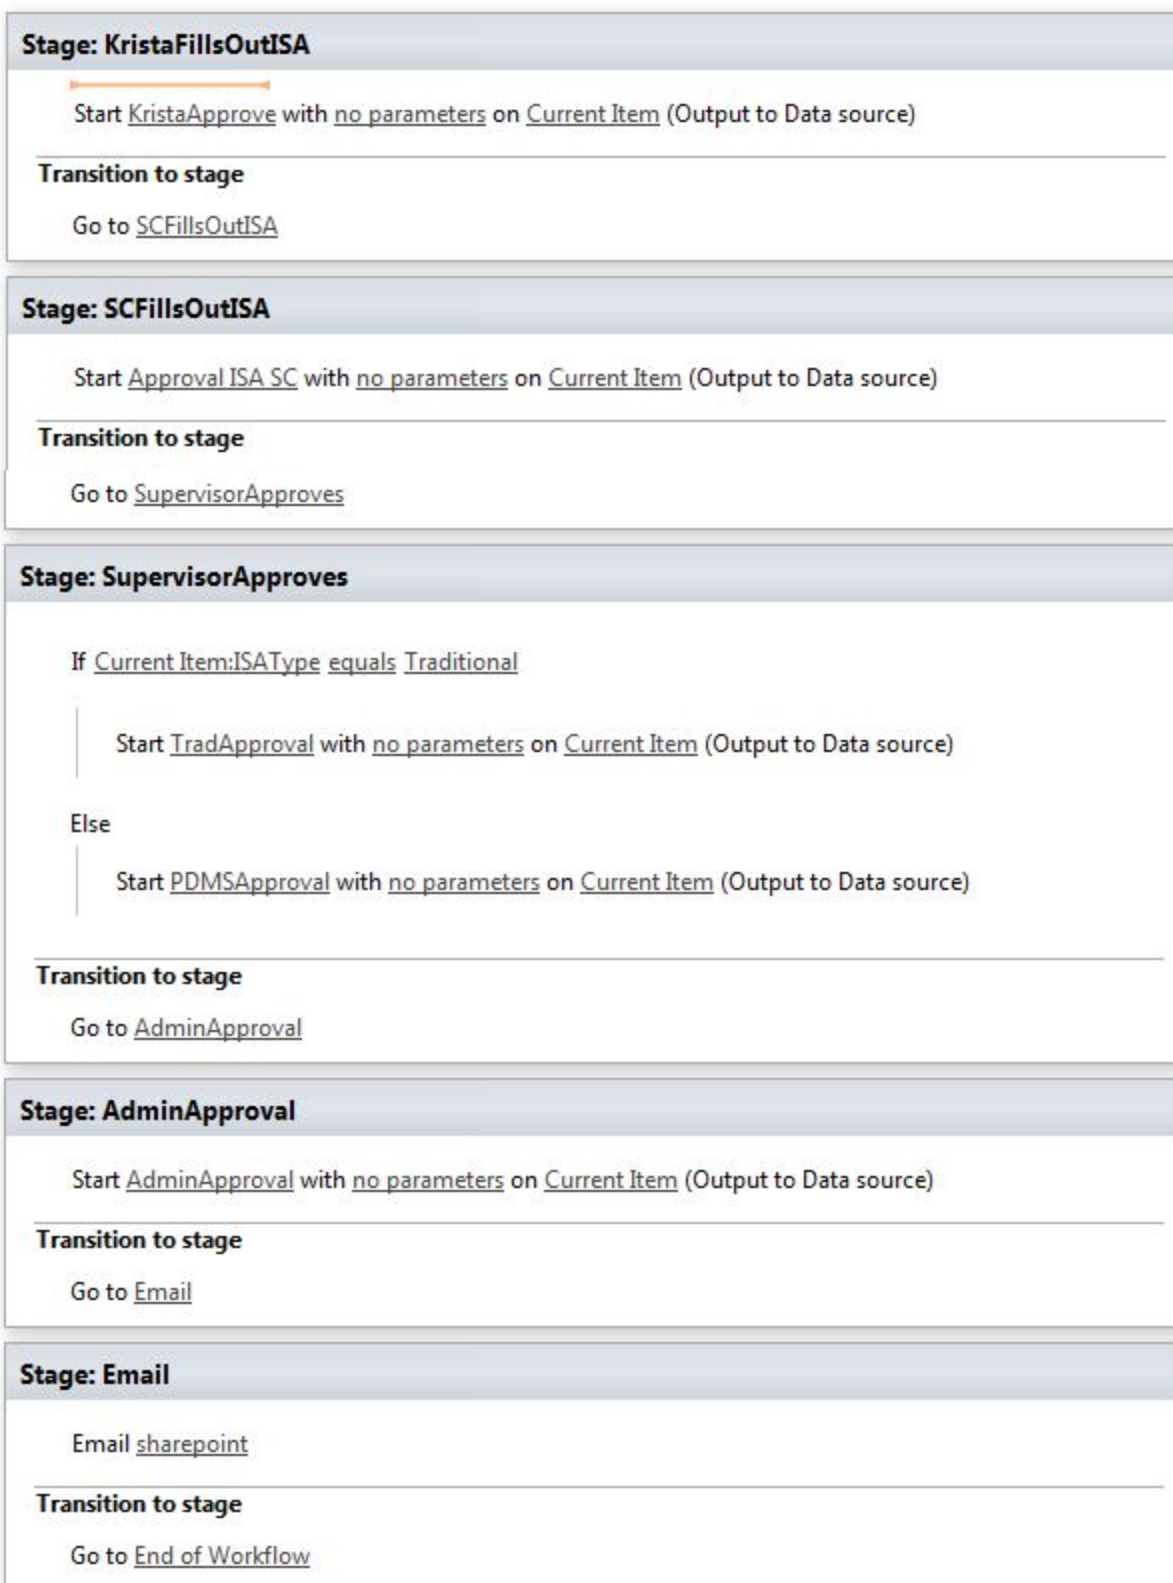 Stage: KristaFillsOutISA
Start KristaApprove with no parameters on Current Item (Output to Data source)
Transition to stage
Go to SCFillsOutISA
Stage: SCFillsOutISA
Start Approval ISA SC with no parameters on Current Item (Output to Data source)
Transition to stage
Go to SupervisorApproves
Stage: SupervisorApproves
If Current Item:ISAType equals Traditional
Start TradApproval with no parameters on Current Item (Output to Data source)
Else
Start PDMSApproval with no parameters on Current Item (Output to Data source)
Transition to stage
Go to AdminApproval
Stage: AdminApproval
Start AdminApproval with no parameters on Current Item (Output to Data source)
Transition to stage
Go to Email
Stage: Email
Email sharepoint
Transition to stage
Go to End of Workflow